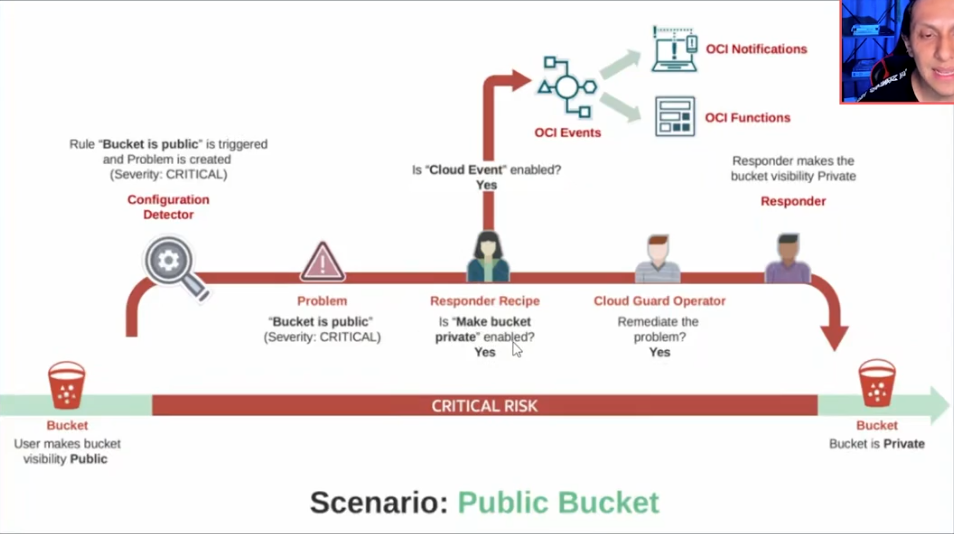 OCI Notifications
OCI Events
OCI Functions
Rule “Bucket is public” is triggered
and Problem is created
(Severity: CRITICAL)
Configuration
Detector
Is “Cloud Event” enabled?
Yes
Responder makes the
bucket visibility Private
Responder
Problem
“Bucket is public”
(Severity: CRITICAL)
Responder Recipe
Is “Make bucket
private” enabled?
Yes
Cloud Guard Operator
Remediate the
problem?
Yes
CRITICAL RISK
Bucket
User makes bucket
visibility Public
Bucket
Bucket is Private
Scenario: Public Bucket